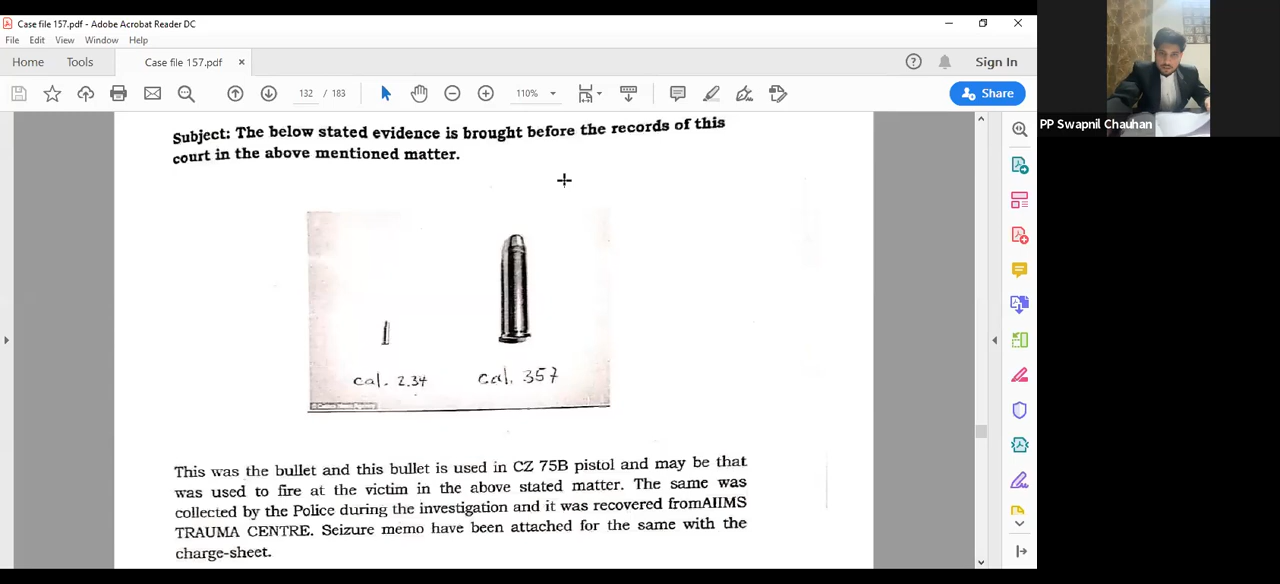 Case file 157.pdf - Adobe Acrobat Reader DC
File Edit View Window Help
Home Tools Case file 157.pdf × Sign In
132 / 183 110% Share
PP Swapnil Chauhan
Subject: The below stated evidence is brought before the records of this
court in the above mentioned matter.
cal. 2.34 cal. 357
This was the bullet and this bullet is used in CZ 75B pistol and may be that
was used to fire at the victim in the above stated matter. The same was
collected by the Police during the investigation and it was recovered fromAIIMS
TRAUMA CENTRE. Seizure memo have been attached for the same with the
charge-sheet.